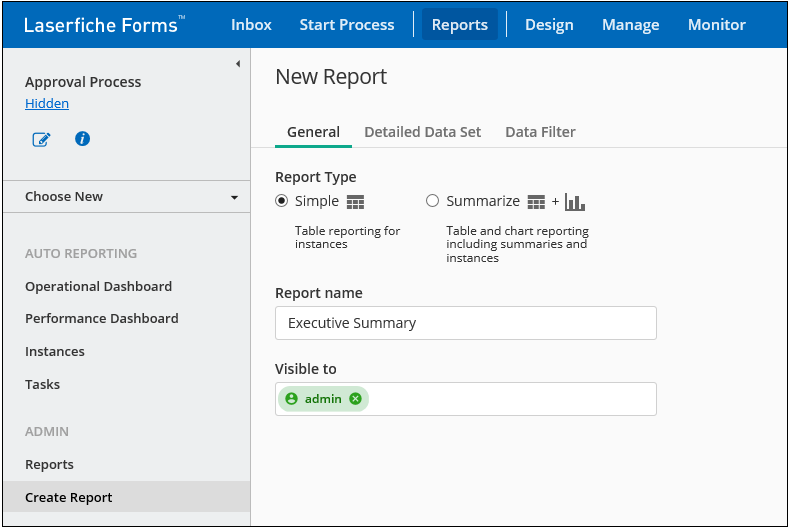 Laserfiche Forms™ Inbox Start Process Reports Design Manage Monitor
Approval Process
Hidden
Choose New
AUTO REPORTING
Operational Dashboard
Performance Dashboard
Instances
Tasks
ADMIN
Reports
Create Report
New Report
General Detailed Data Set Data Filter
Report Type
Simple
Table reporting for
instances
Summarize +
Table and chart reporting
including summaries and
instances
Report name
Executive Summary
Visible to
admin